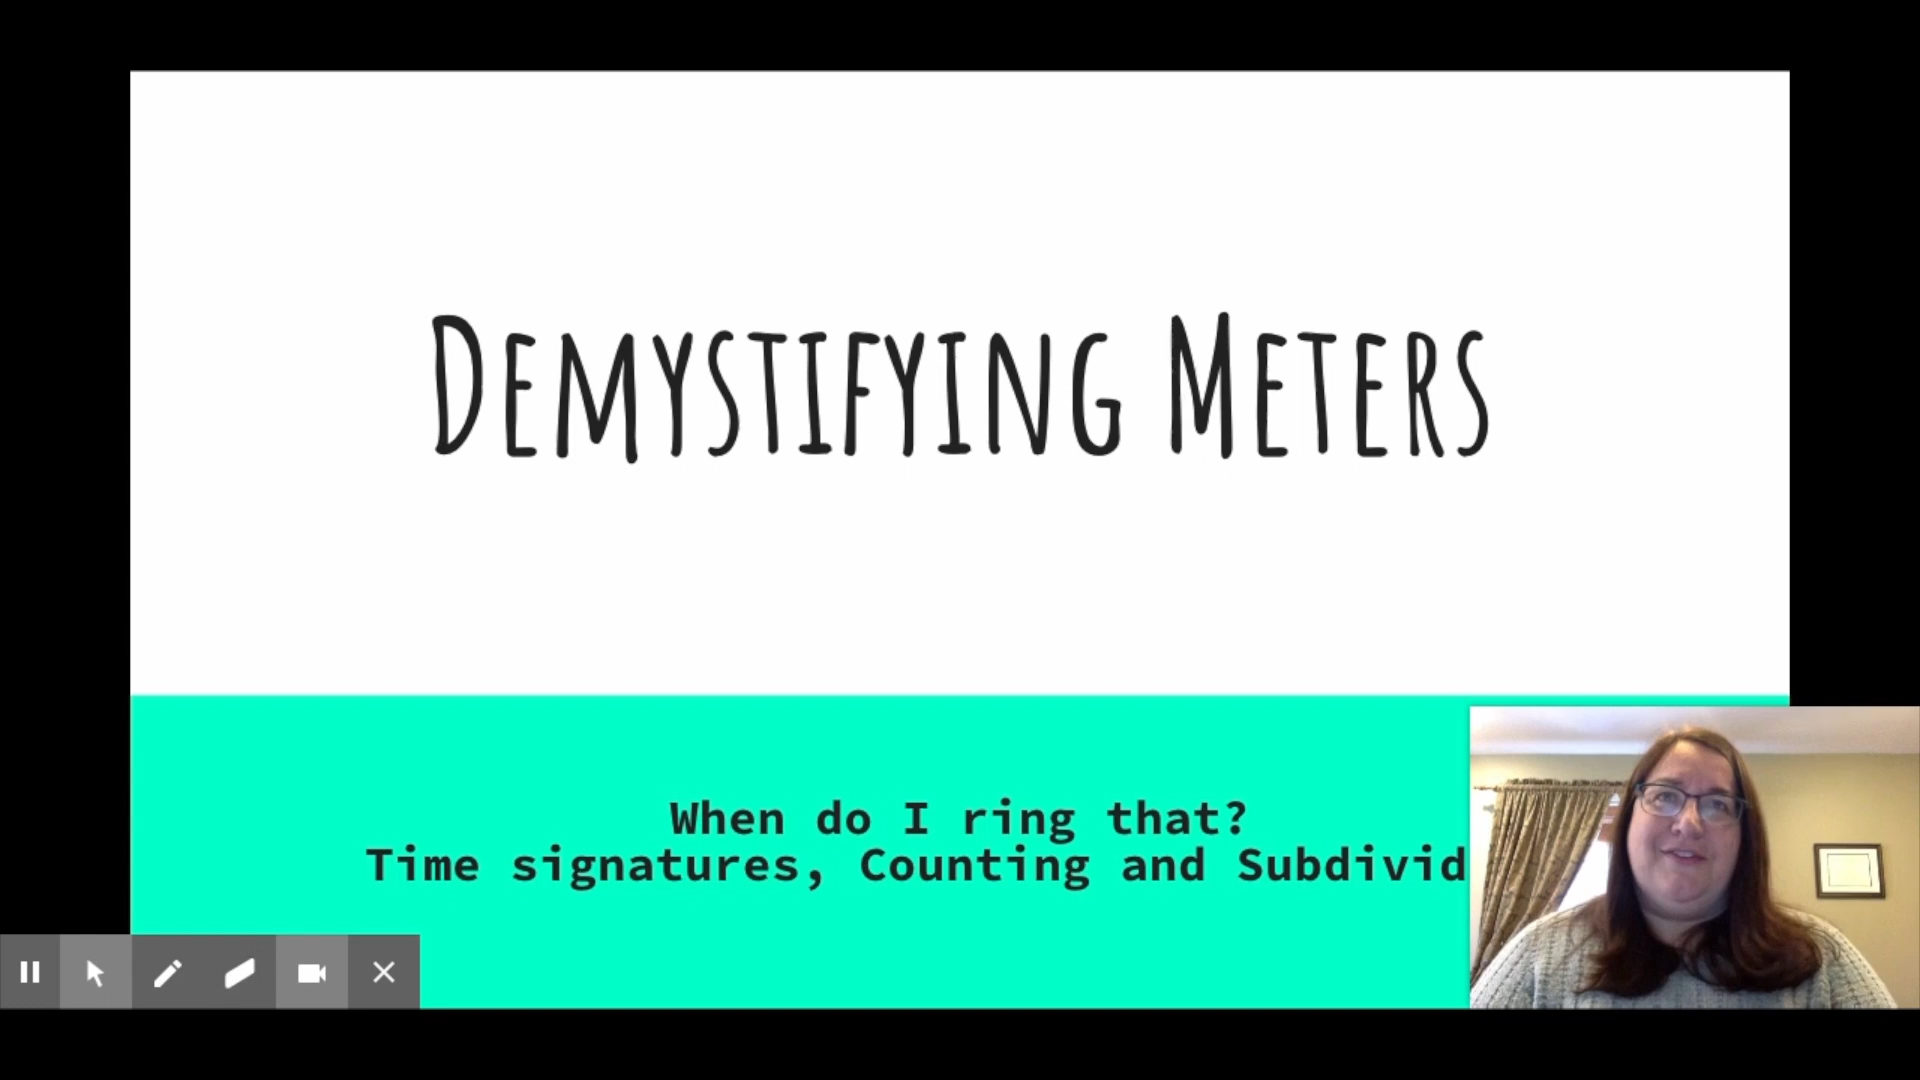 Demystifying Meters
When do I ring that?
Time signatures, Counting and Subdivid